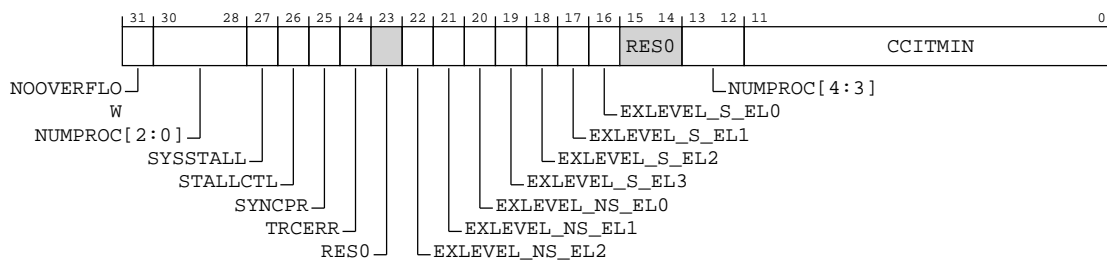 31 30 28 27 26 25 24 23 22 21 20 19 18 17 16 15 14 13 12 11 0
RES0 CCITMIN
NOOVERFLO NUMPROC[4:3]
W EXLEVEL_S_EL0
NUMPROC[2:0] EXLEVEL_S_EL1
SYSSTALL EXLEVEL_S_EL2
STALLCTL EXLEVEL_S_EL3
SYNCPR EXLEVEL_NS_EL0
TRCERR EXLEVEL_NS_EL1
RES0 EXLEVEL_NS_EL2